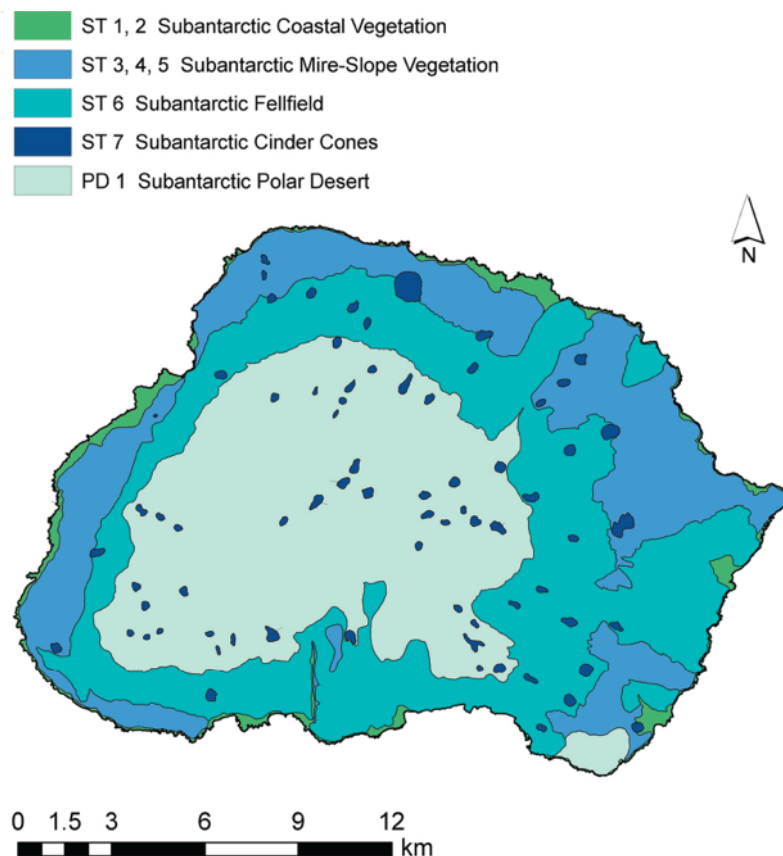 ST 1, 2 Subantarctic Coastal Vegetation
ST 3, 4, 5 Subantarctic Mire-Slope Vegetation
ST 6 Subantarctic Fellfield
ST 7 Subantarctic Cinder Cones
PD 1 Subantarctic Polar Desert
N
0 1.5 3 6 9 12
km